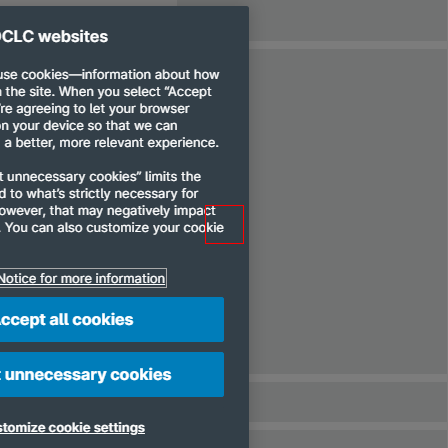 CLC websites
use cookies—information about how
the site. When you select “Accept
're agreeing to let your browser
on your device so that we can
a better, more relevant experience.
unnecessary cookies” limits the
d to what's strictly necessary for
owever, that may negatively impact
You can also customize your cookie
Notice for more information
ccept all cookies
unnecessary cookies
stomize cookie settings